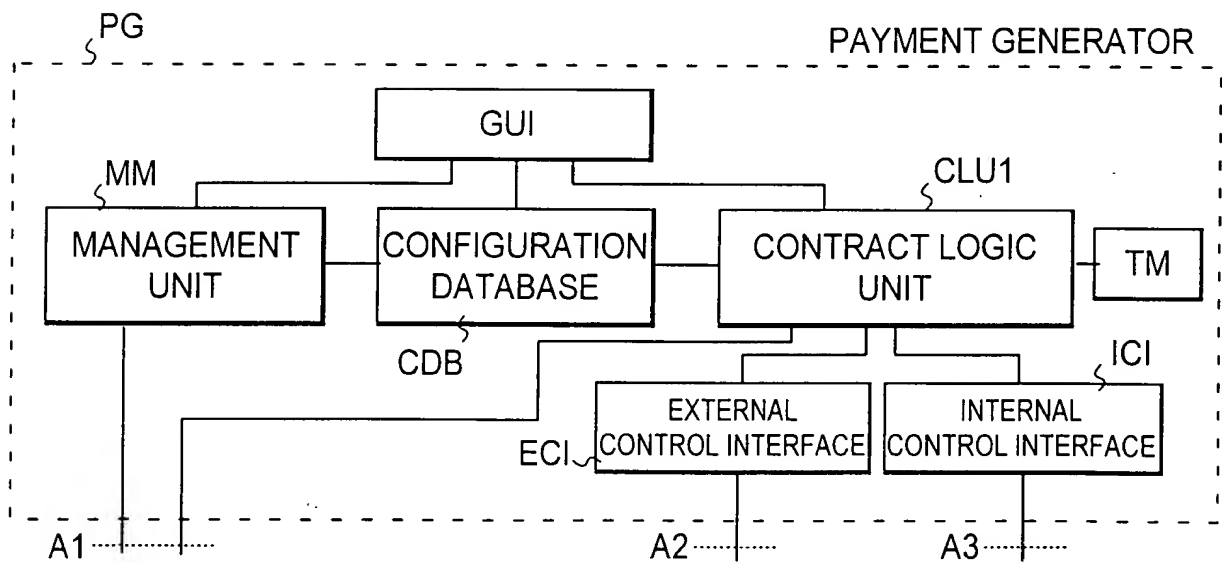 PG
PAYMENT GENERATOR
GUI
MM
CLU1
MANAGEMENT
UNIT
CONFIGURATION
DATABASE
CONTRACT LOGIC
UNIT
TM
CDB
ICI
EXTERNAL
CONTROL INTERFACE
INTERNAL
CONTROL INTERFACE
ECI
A1
A2
A3